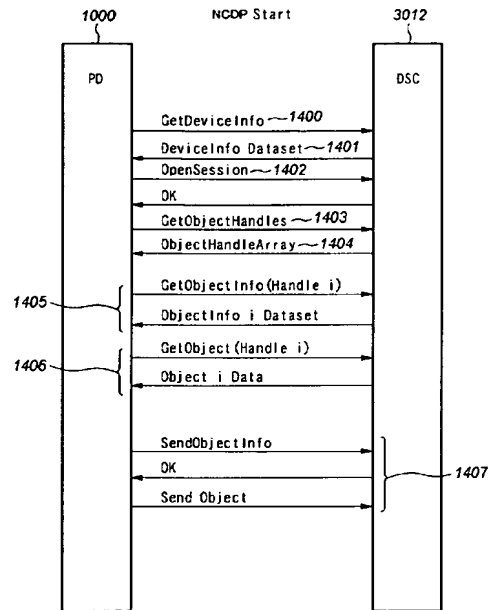 1000 NCDP Start 3012
PD DSC
GetDeviceInfo 1400
DeviceInfo Dataset 1401
OpenSession 1402
OK
GetObjectHandles 1403
ObjectHandleArray 1404
GetObjectInfo(Handle i)
1405
ObjectInfo i Dataset
GetObject(Handle i)
1406
Object i Data
SendObjectInfo
OK
1407
Send Object